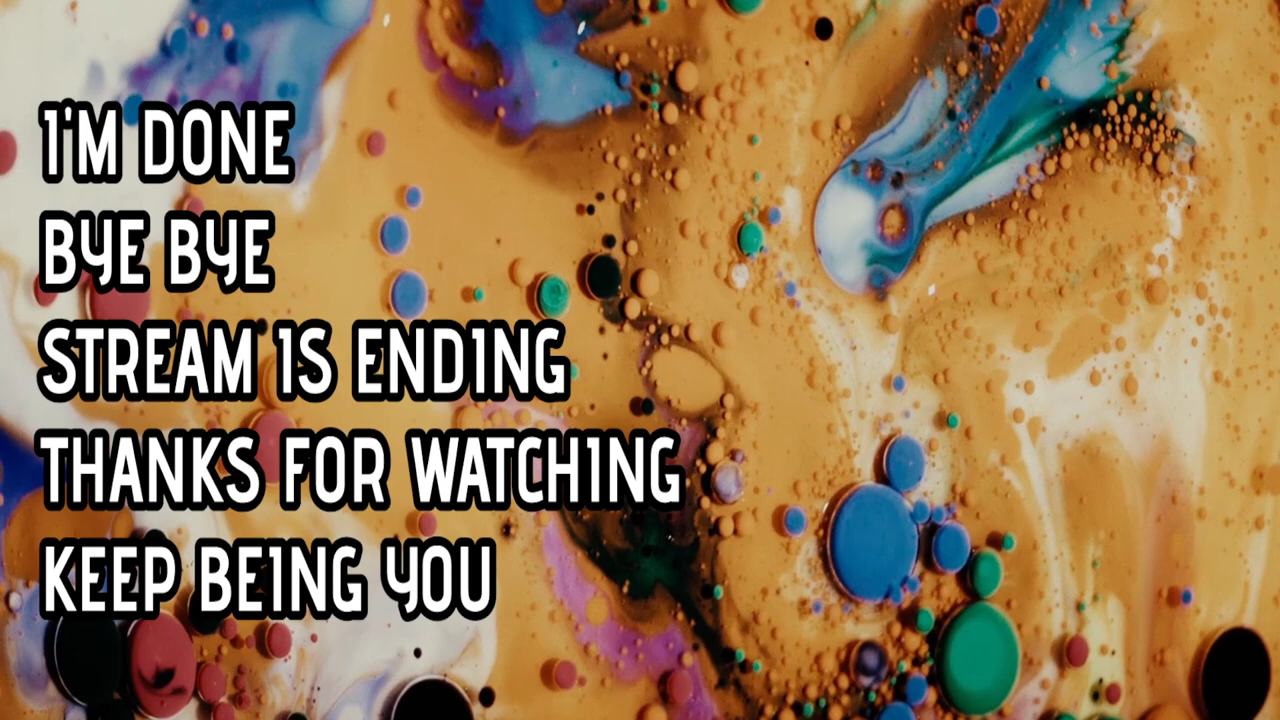 I'M DONE
BYE BYE
STREAM IS ENDING
THANKS FOR WATCHING
KEEP BEING YOU